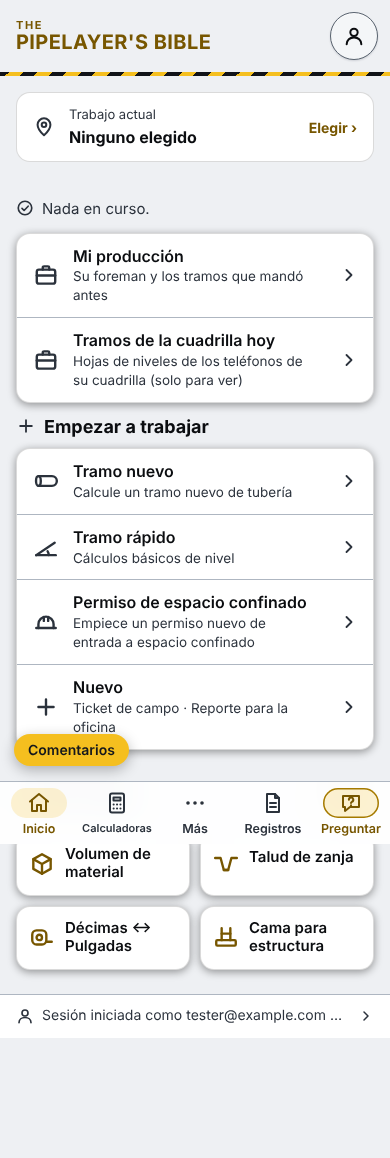 THE
PIPELAYER'S BIBLE
Trabajo actual
Ninguno elegido
Elegir ›
Nada en curso.
Mi producción
Su foreman y los tramos que mandó
antes
Tramos de la cuadrilla hoy
Hojas de niveles de los teléfonos de
su cuadrilla (solo para ver)
Empezar a trabajar
Tramo nuevo
Calcule un tramo nuevo de tubería
Tramo rápido
Cálculos básicos de nivel
Permiso de espacio confinado
Empiece un permiso nuevo de
entrada a espacio confinado
Nuevo
Ticket de campo · Reporte para la
oficina
Comentarios
Inicio
Calculadoras
Más
Registros
Preguntar
Volumen de
material
Talud de zanja
Décimas ↔
Pulgadas
Cama para
estructura
Sesión iniciada como tester@example.com ...